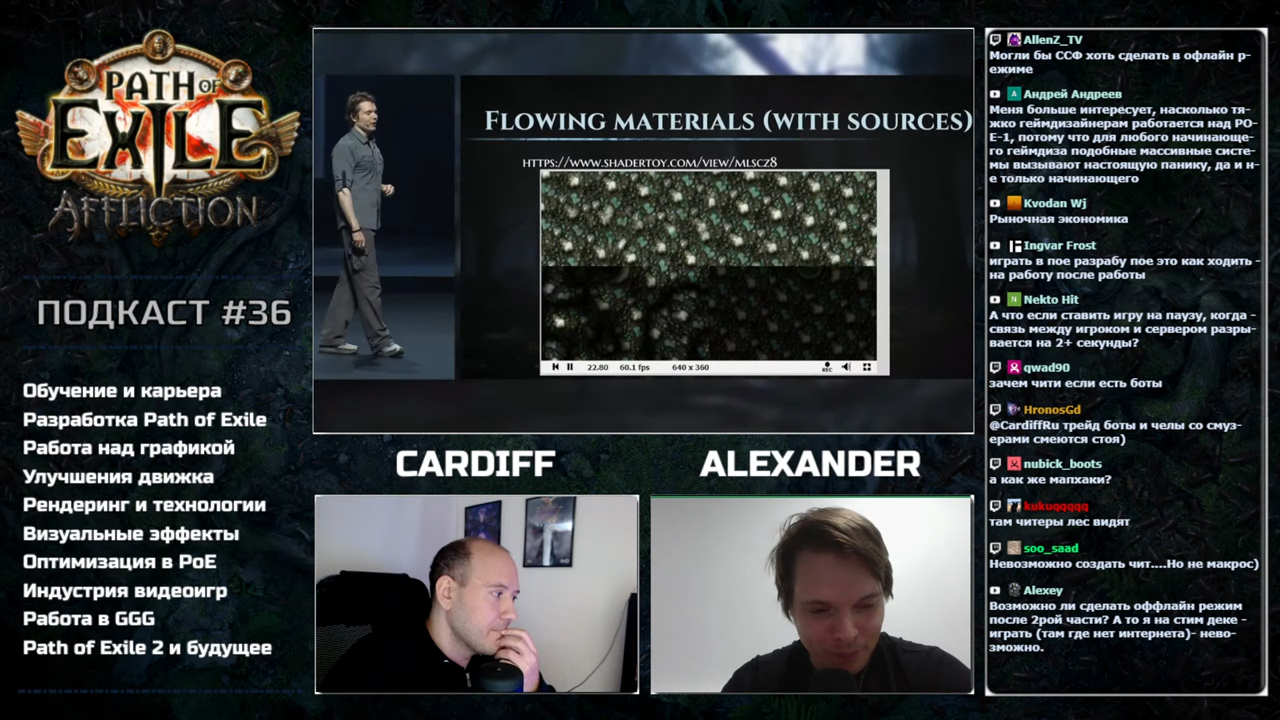 PATH OF
EXILE
AFFLICTION
ПОДКАСТ #36
Обучение и карьера
Разработка Path of Exile
Работа над графикой
Улучшения движка
Рендеринг и технологии
Визуальные эффекты
Оптимизация в PoE
Индустрия видеоигр
Работа в GGG
Path of Exile 2 и будущее
FLOWING MATERIALS (WITH SOURCES)
HTTPS://WWW.SHADERTOY.COM/VIEW/MLSCZ8
22.80 60.1 fps 640 x 360
REC
CARDIFF
ALEXANDER
AllenZ_TV
Могли бы ССФ хоть сделать в офлайн р-
ежиме
Андрей Андреев
Меня больше интересует, насколько тя-
жко геймдизайнерам работается над PO-
E-1, потому что для любого начинающе-
го геймдиза подобные массивные систе-
мы вызывают настоящую панику, да и н-
е только начинающего
Kvodan Wj
Рыночная экономика
Ingvar Frost
играть в пое разрабу пое это как ходить -
на работу после работы
Nekto Hit
А что если ставить игру на паузу, когда -
связь между игроком и сервером разры-
вается на 2+ секунды?
qwad90
зачем чити если есть боты
HronosGd
@CardiffRu трейд боты и челы со смуз-
ерами смеются стоя)
nubick_boots
а как же мапхаки?
kukuqqqqq
там читеры лес видят
soo_saad
Невозможно создать чит....Но не макрос)
Alexey
Возможно ли сделать оффлайн режим
после 2рой части? А то я на стим деке -
играть (там где нет интернета)- нево-
зможно.